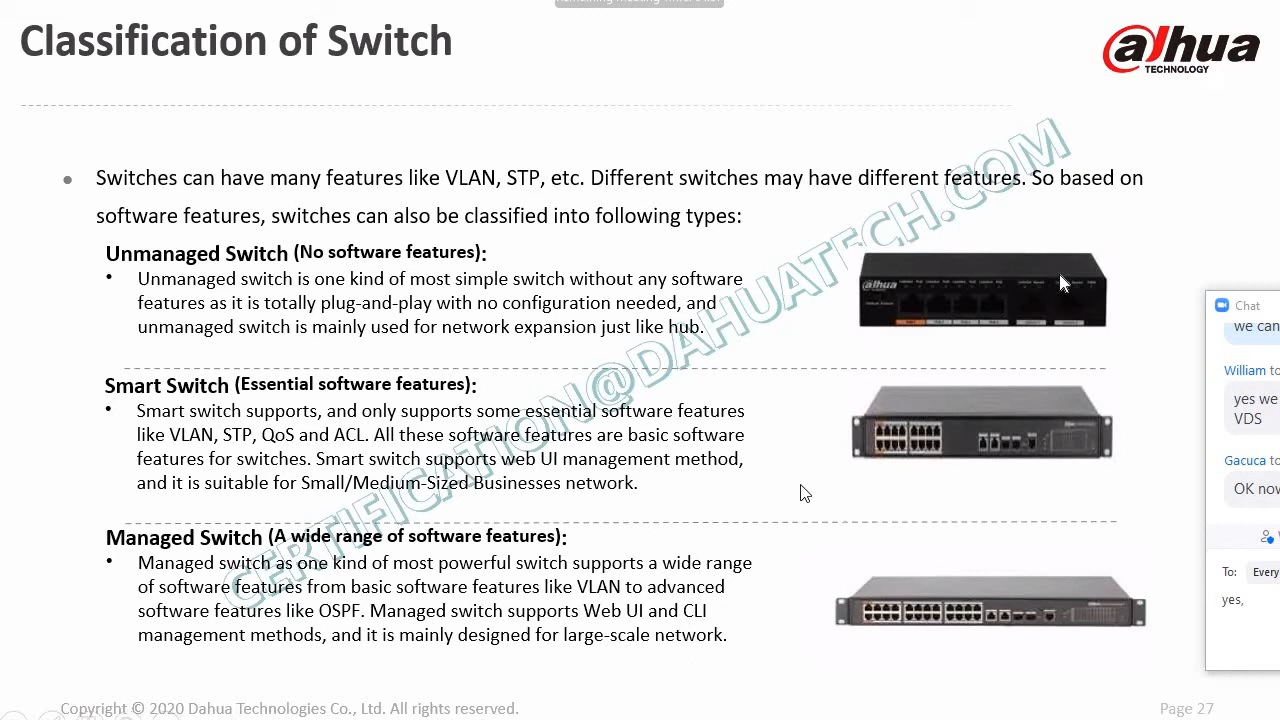 Classification of Switch
alhua
TECHNOLOGY
Switches can have many features like VLAN, STP, etc. Different switches may have different features. So based on
software features, switches can also be classified into following types:
Unmanaged Switch (No software features):
• Unmanaged switch is one kind of most simple switch without any software
features as it is totally plug-and-play with no configuration needed, and
unmanaged switch is mainly used for network expansion just like hub.
alhua
Smart Switch (Essential software features):
• Smart switch supports, and only supports some essential software features
like VLAN, STP, QoS and ACL. All these software features are basic software
features for switches. Smart switch supports web UI management method,
and it is suitable for Small/Medium-Sized Businesses network.
Managed Switch (A wide range of software features):
• Managed switch as one kind of most powerful switch supports a wide range
of software features from basic software features like VLAN to advanced
software features like OSPF. Managed switch supports Web UI and CLI
management methods, and it is mainly designed for large-scale network.
CERTIFICATION@DAHUATECH.COM
Chat
we can
William to
yes we
VDS
Gacuca to
OK now
To: Every
yes,
Copyright © 2020 Dahua Technologies Co., Ltd. All rights reserved.
Page 27